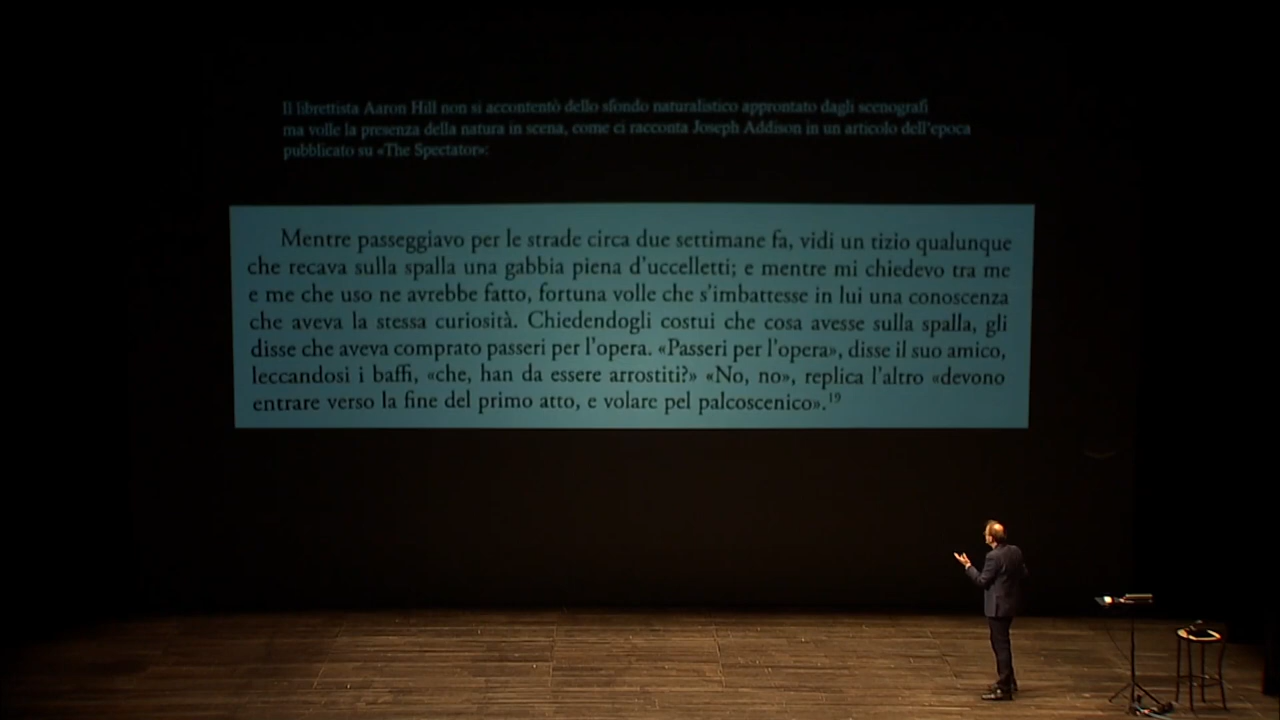 Il librettista Aaron Hill non si accontentò dello sfondo naturalistico approntato dagli scenografi
ma volle la presenza della natura in scena, come ci racconta Joseph Addison in un articolo dell'epoca
pubblicato su «The Spectator»:
Mentre passeggiavo per le strade circa due settimane fa, vidi un tizio qualunque
che recava sulla spalla una gabbia piena d'uccelletti; e mentre mi chiedevo tra me
e me che uso ne avrebbe fatto, fortuna volle che s'imbattesse in lui una conoscenza
che aveva la stessa curiosità. Chiedendogli costui che cosa avesse sulla spalla, gli
disse che aveva comprato passeri per l'opera. «Passeri per l'opera», disse il suo amico,
leccandosi i baffi, «che, han da essere arrostiti?» «No, no», replica l'altro «devono
entrare verso la fine del primo atto, e volare pel palcoscenico».19